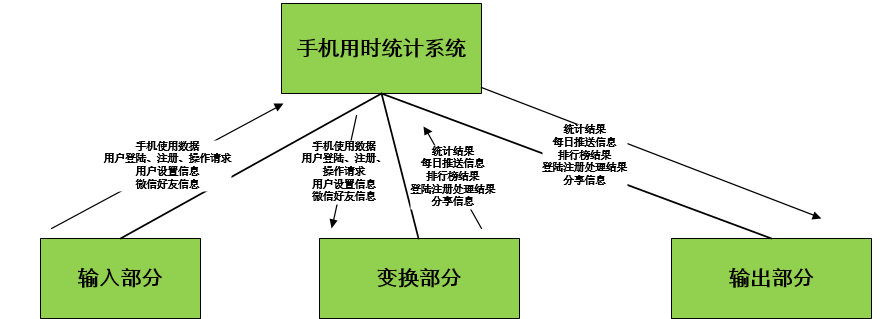 手机用时统计系统
手机使用数据
用户登陆、注册、操作请求
用户设置信息
微信好友信息
手机使用数据
用户登陆、注册、
操作请求
用户设置信息
微信好友信息
统计结果
每日推送信息
排行榜结果
登陆注册处理结果
分享信息
统计结果
每日推送信息
排行榜结果
登陆注册处理结果
分享信息
输入部分
变换部分
输出部分